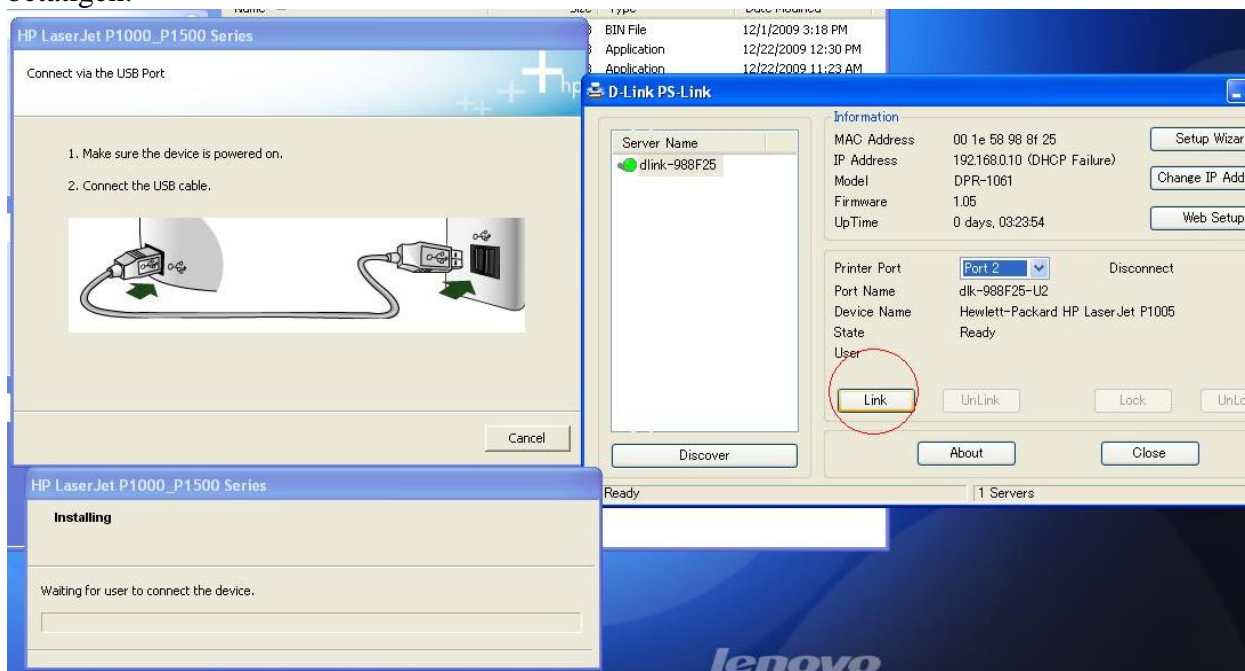 betätigen.
Name Size Type Date Modified
BIN File 12/1/2009 3:18 PM
Application 12/22/2009 12:30 PM
Application 12/22/2009 11:23 AM
HP LaserJet P1000_P1500 Series
Connect via the USB Port
hp
1. Make sure the device is powered on.
2. Connect the USB cable.
Cancel
HP LaserJet P1000_P1500 Series
Installing
Waiting for user to connect the device.
D-Link PS-Link
Server Name
dlink-988F25
Discover
Information
MAC Address 00 1e 58 98 8f 25 Setup Wizar
IP Address 192.168.0.10 (DHCP Failure)
Model DPR-1061 Change IP Add
Firmware 1.05
UpTime 0 days, 03:23:54 Web Setup
Printer Port Port 2 Disconnect
Port Name dlk-988F25-U2
Device Name Hewlett-Packard HP LaserJet P1005
State Ready
User
Link UnLink Lock UnLo
About Close
Ready 1 Servers
lenovo